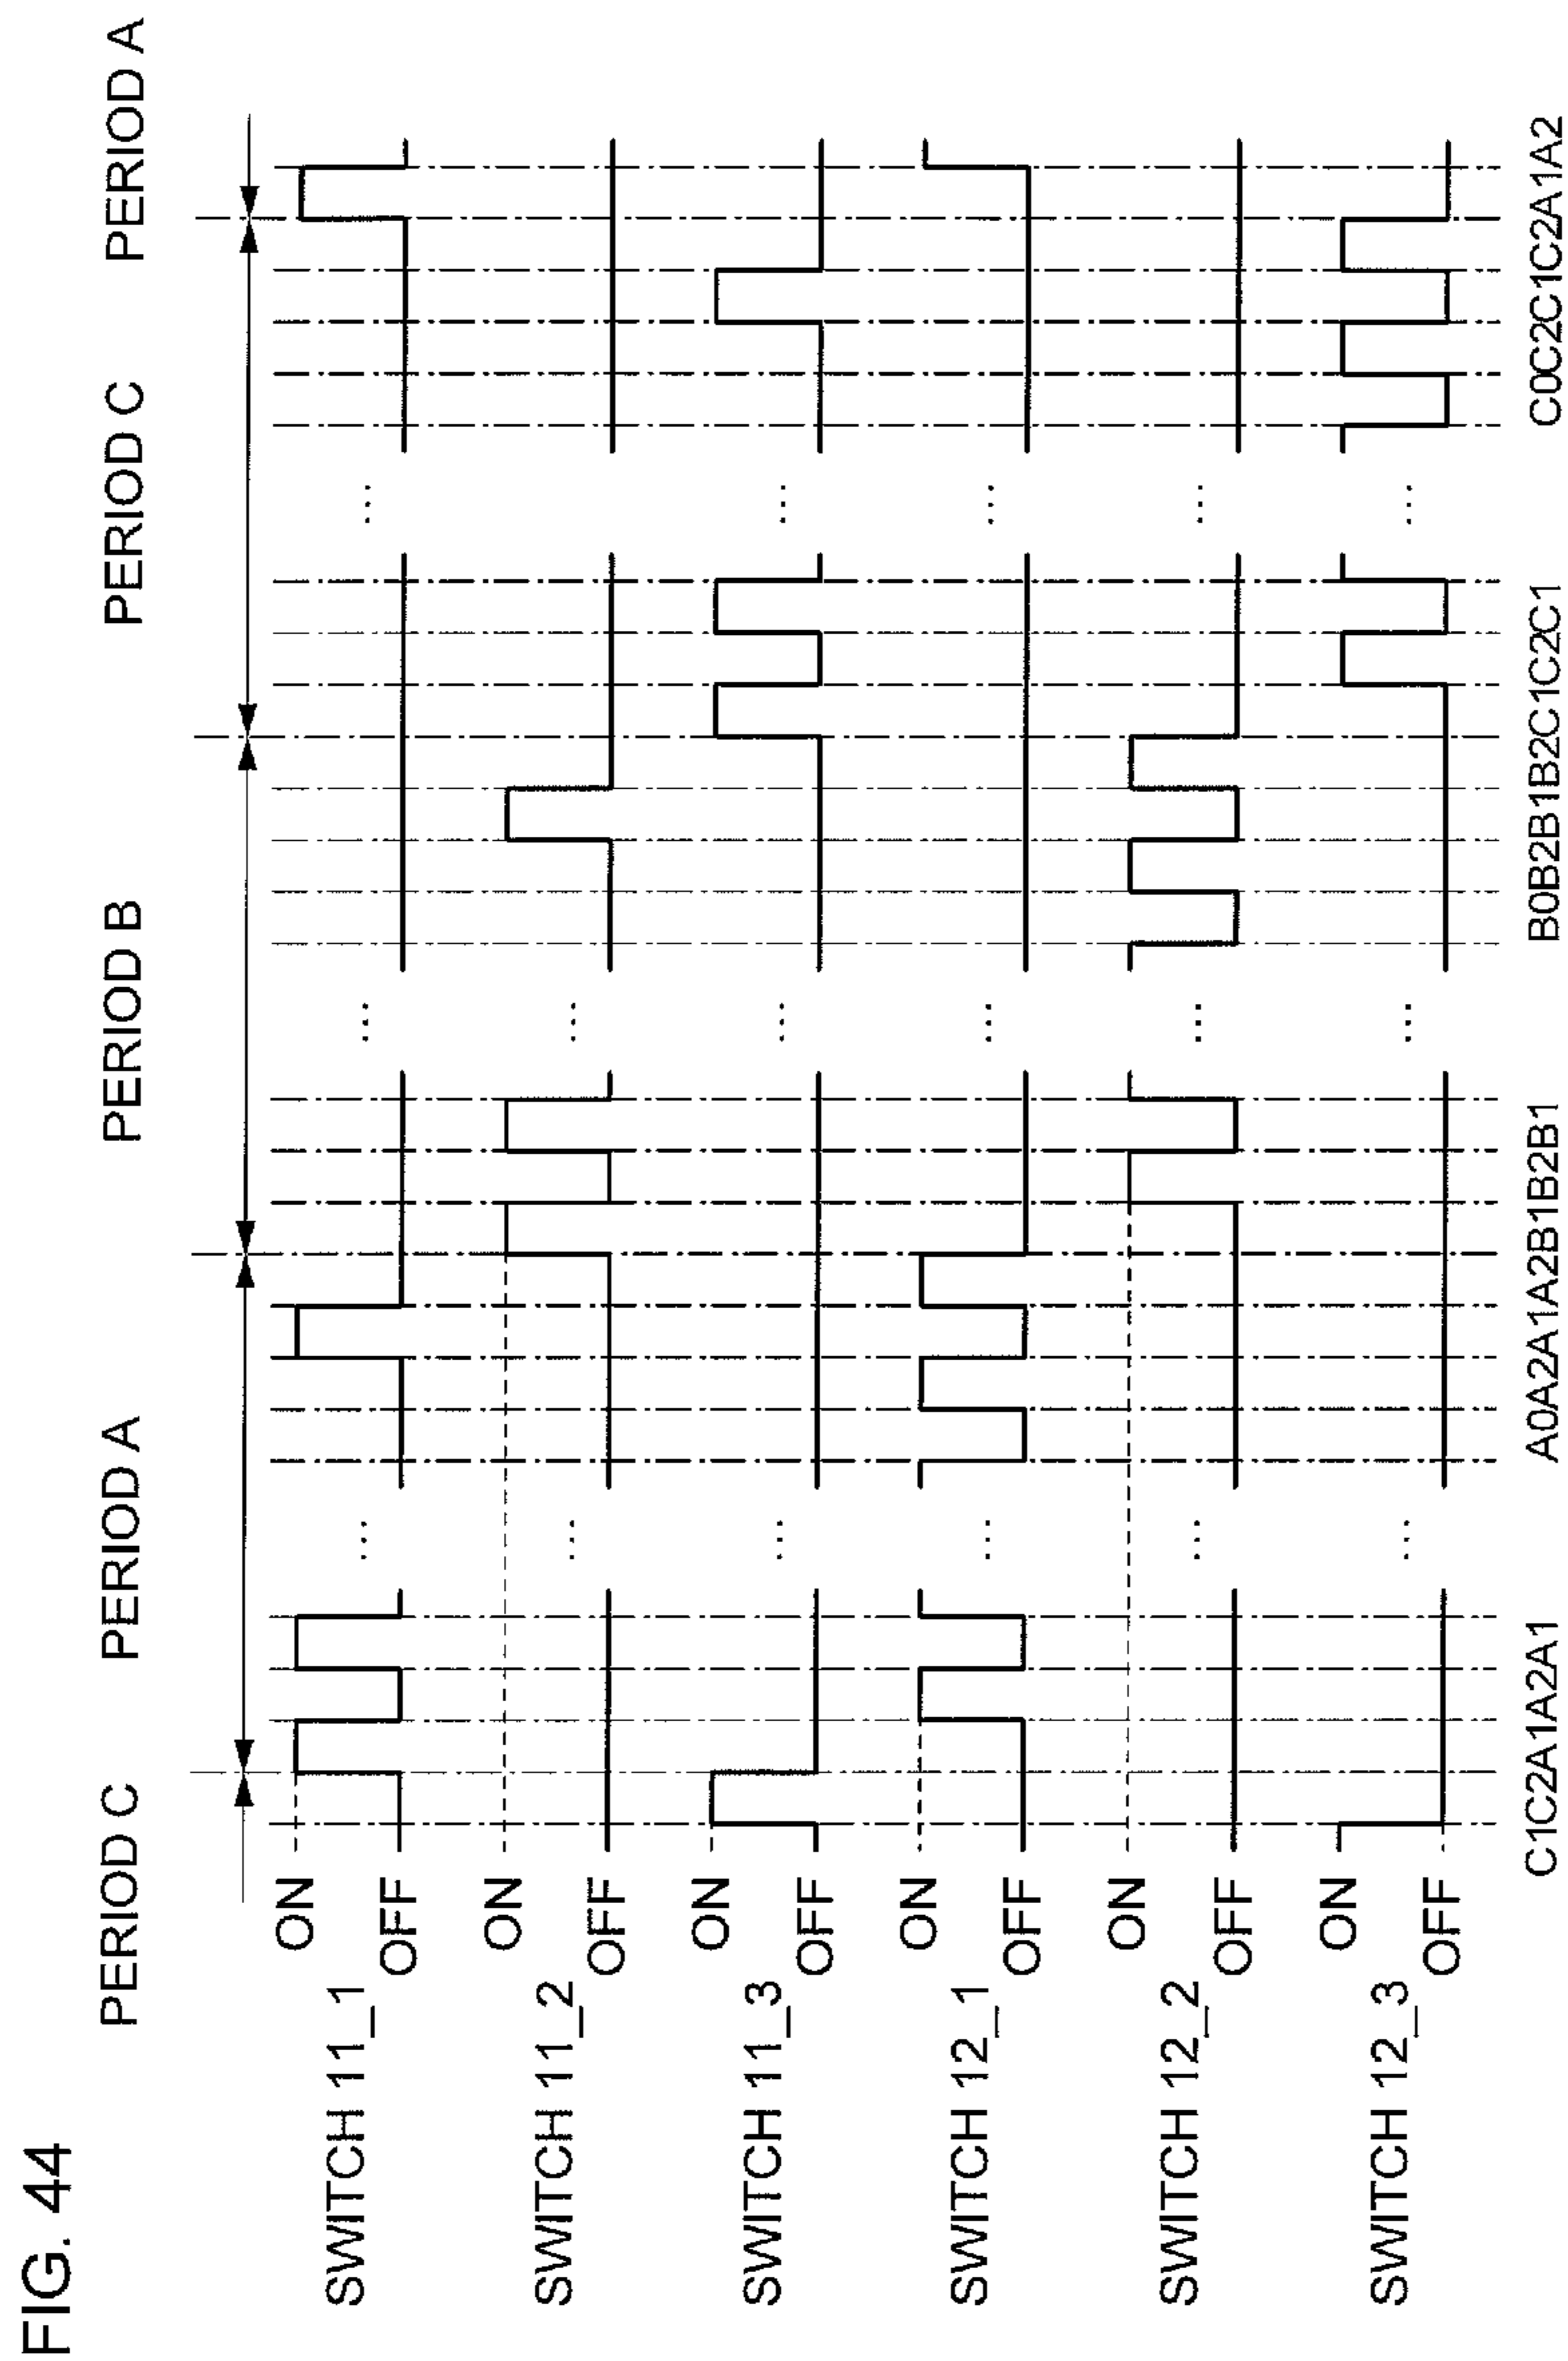 FIG. 44
PERIOD C PERIOD A PERIOD B PERIOD C PERIOD A
SWITCH 11_1 ON
OFF
... ... ...
SWITCH 11_2 ON
OFF
... ...
SWITCH 11_3 ON
OFF
... ... ...
SWITCH 12_1 ON
OFF
... ... ...
SWITCH 12_2 ON
OFF
... ... ...
SWITCH 12_3 ON
OFF
... ... ...
C1C2A1A2A1 A0A2A1A2B1B2B1 B0B2B1B2C1C2C1 C0C2C1C2A1A2